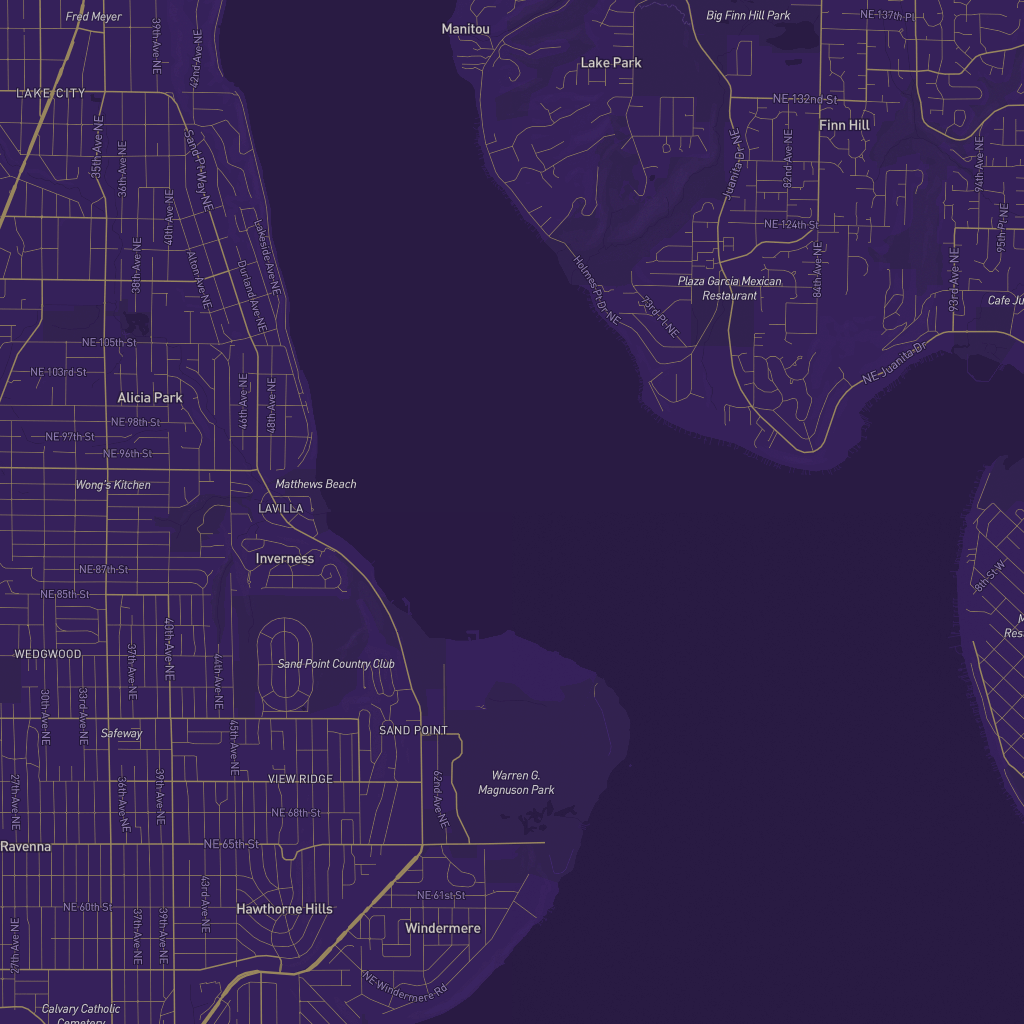 Fred Meyer
39th Ave NE
42nd Ave NE
Manitou
Big Finn Hill Park
NE 137th Pl
Lake Park
LAKE CITY
NE 132nd St
Finn Hill
35th Ave NE
36th Ave NE
Sand Pt Way NE
Juanita Dr NE
82nd Ave NE
94th Ave NE
40th Ave NE
Lakeside Ave NE
NE 124th St
95th Pl NE
38th Ave NE
Alton Ave NE
Durland Ave NE
Holmes Pt Dr NE
73rd Pl NE
Plaza Garcia Mexican
Restaurant
84th Ave NE
93rd Ave NE
Cafe Ju
NE 105th St
NE 103rd St
NE Juanita Dr
Alicia Park
46th Ave NE
48th Ave NE
NE 98th St
NE 97th St
NE 96th St
Wong's Kitchen
Matthews Beach
LAVILLA
Inverness
NE 87th St
8th St W
NE 85th St
M
Res
WEDGWOOD
37th Ave NE
40th Ave NE
44th Ave NE
Sand Point Country Club
30th Ave NE
33rd Ave NE
45th Ave NE
Safeway
SAND POINT
VIEW RIDGE
Warren G.
Magnuson Park
27th Ave NE
36th Ave NE
39th Ave NE
62nd Ave NE
NE 68th St
Ravenna
NE 65th St
43rd Ave NE
NE 61st St
NE 60th St
Hawthorne Hills
Windermere
27th Ave NE
37th Ave NE
39th Ave NE
NE Windermere Rd
Calvary Catholic
Cemetery